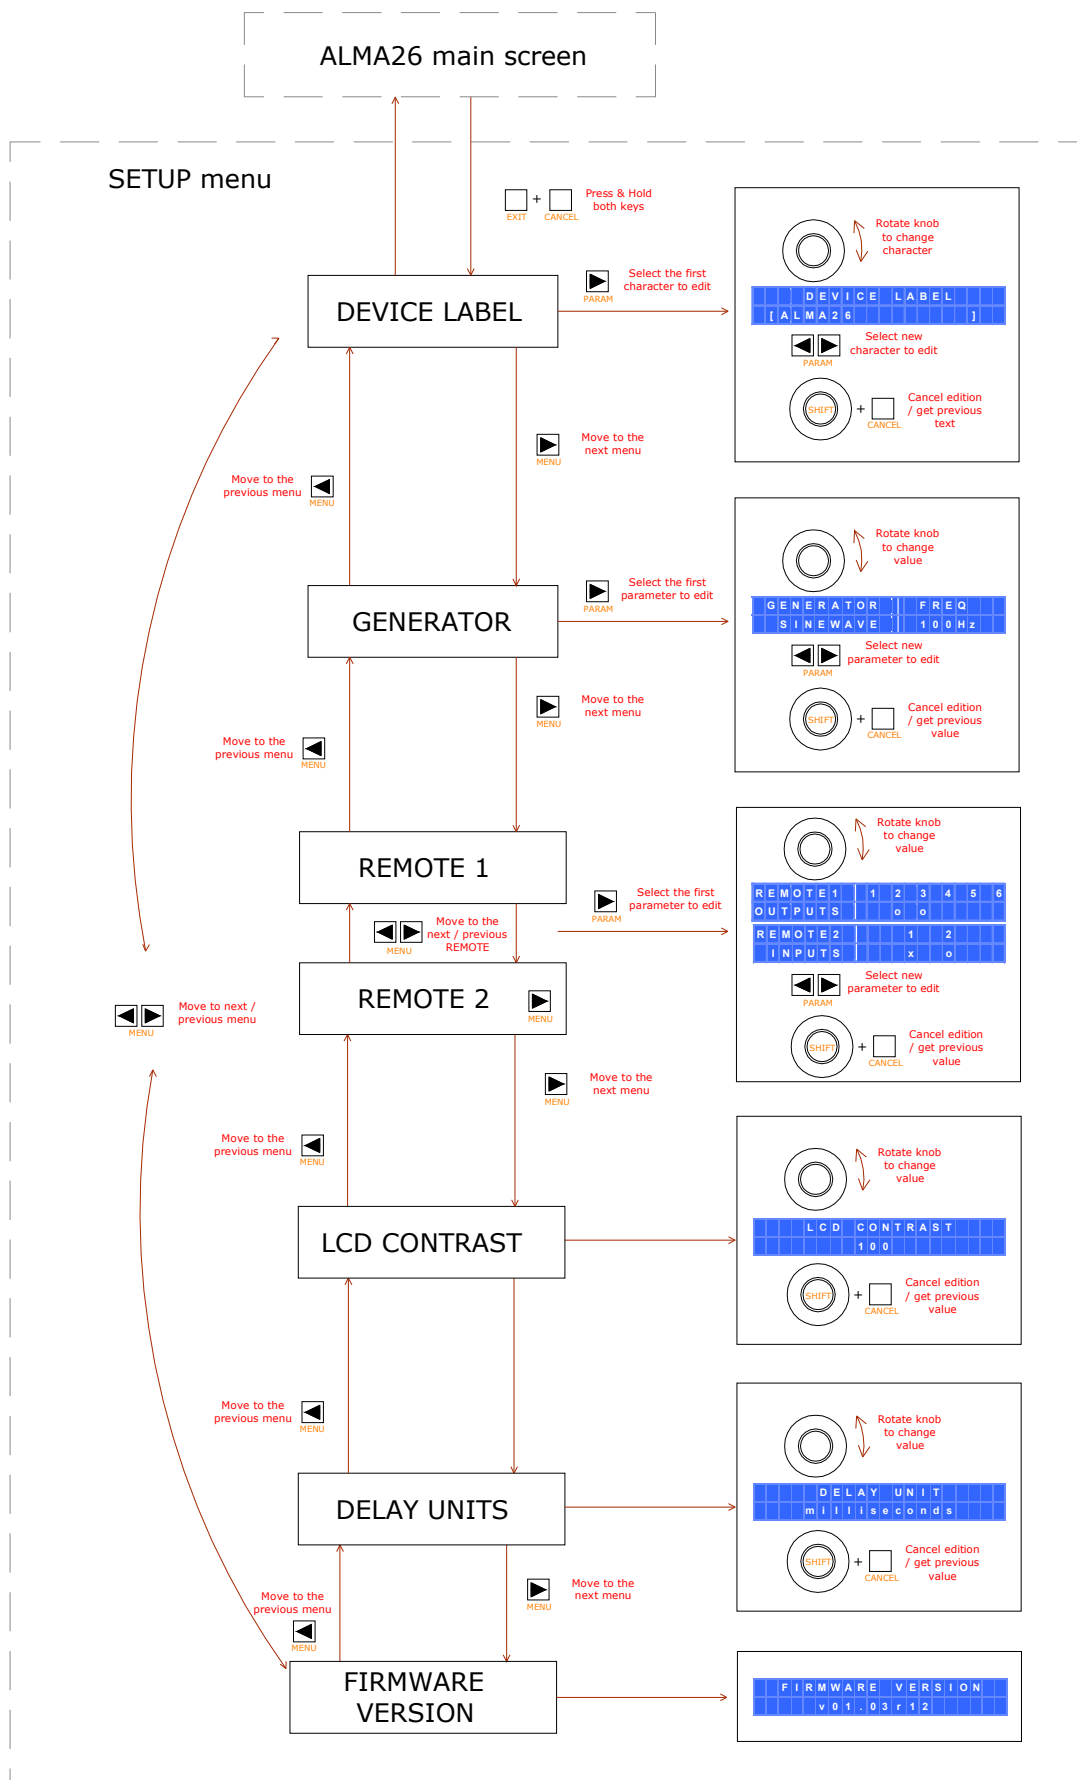 ALMA26 main screen
SETUP menu
EXIT + CANCEL
Press & Hold
both keys
DEVICE LABEL
PARAM
Select the first
character to edit
Rotate knob
to change
character
DEVICE LABEL
[ALMA26 ]
PARAM
Select new
character to edit
SHIFT + CANCEL
Cancel edition
/ get previous
text
MENU
Move to the
next menu
Move to the
previous menu
MENU
GENERATOR
PARAM
Select the first
parameter to edit
Rotate knob
to change
value
GENERATOR FREQ
SINEWAVE 100Hz
PARAM
Select new
parameter to edit
SHIFT + CANCEL
Cancel edition
/ get previous
value
MENU
Move to the
next menu
Move to the
previous menu
MENU
REMOTE 1
MENU
Move to the
next / previous
REMOTE
REMOTE 2
MENU
PARAM
Select the first
parameter to edit
Rotate knob
to change
value
REMOTE1 1 2 3 4 5 6
OUTPUTS o o
REMOTE2 1 2
INPUTS x o
PARAM
Select new
parameter to edit
SHIFT + CANCEL
Cancel edition
/ get previous
value
MENU
Move to next /
previous menu
MENU
Move to the
next menu
Move to the
previous menu
MENU
LCD CONTRAST
Rotate knob
to change
value
LCD CONTRAST
100
SHIFT + CANCEL
Cancel edition
/ get previous
value
Move to the
previous menu
MENU
DELAY UNITS
Rotate knob
to change
value
DELAY UNIT
milliseconds
SHIFT + CANCEL
Cancel edition
/ get previous
value
MENU
Move to the
next menu
Move to the
previous menu
MENU
FIRMWARE
VERSION
FIRMWARE VERSION
v01.03r12